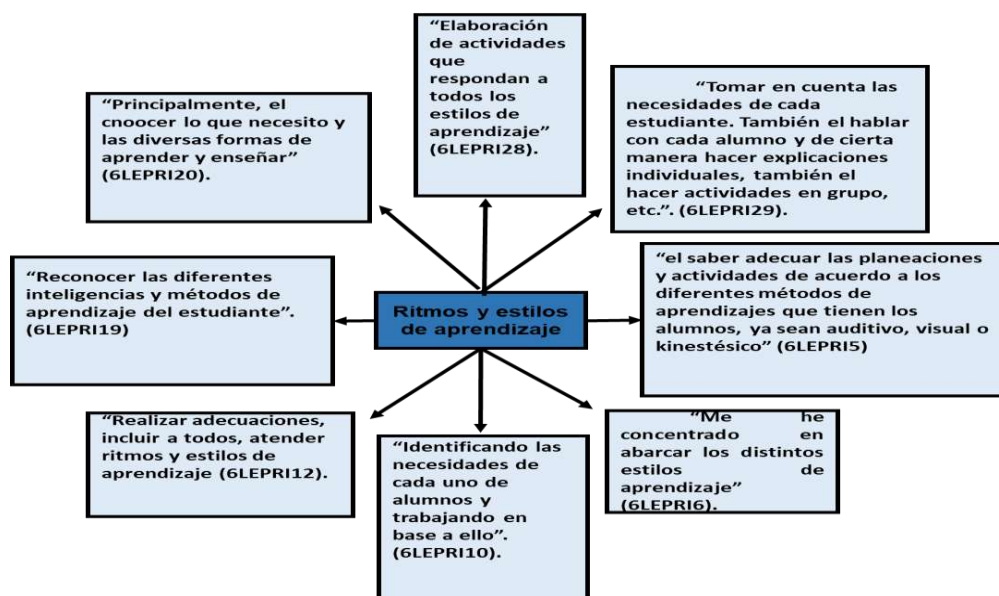 “Elaboración
de actividades
que
respondan a
todos los
estilos de
aprendizaje”
(6LEPRI28).
“Principalmente, el
cnoocer lo que necesito y
las diversas formas de
aprender y enseñar”
(6LEPRI20).
“Tomar en cuenta las
necesidades de cada
estudiante. También el hablar
con cada alumno y de cierta
manera hacer explicaciones
individuales, también el
hacer actividades en grupo,
etc.”. (6LEPRI29).
“Reconocer las diferentes
inteligencias y métodos de
aprendizaje del estudiante”.
(6LEPRI19)
Ritmos y estilos
de aprendizaje
“el saber adecuar las planeaciones
y actividades de acuerdo a los
diferentes métodos de
aprendizajes que tienen los
alumnos, ya sean auditivo, visual o
kinestésico” (6LEPRI5)
“Realizar adecuaciones,
incluir a todos, atender
ritmos y estilos de
aprendizaje (6LEPRI12).
“Identificando las
necesidades de
cada uno de
alumnos y
trabajando en
base a ello”.
(6LEPRI10).
“Me he
concentrado en
abarcar los distintos
estilos de
aprendizaje”
(6LEPRI6).